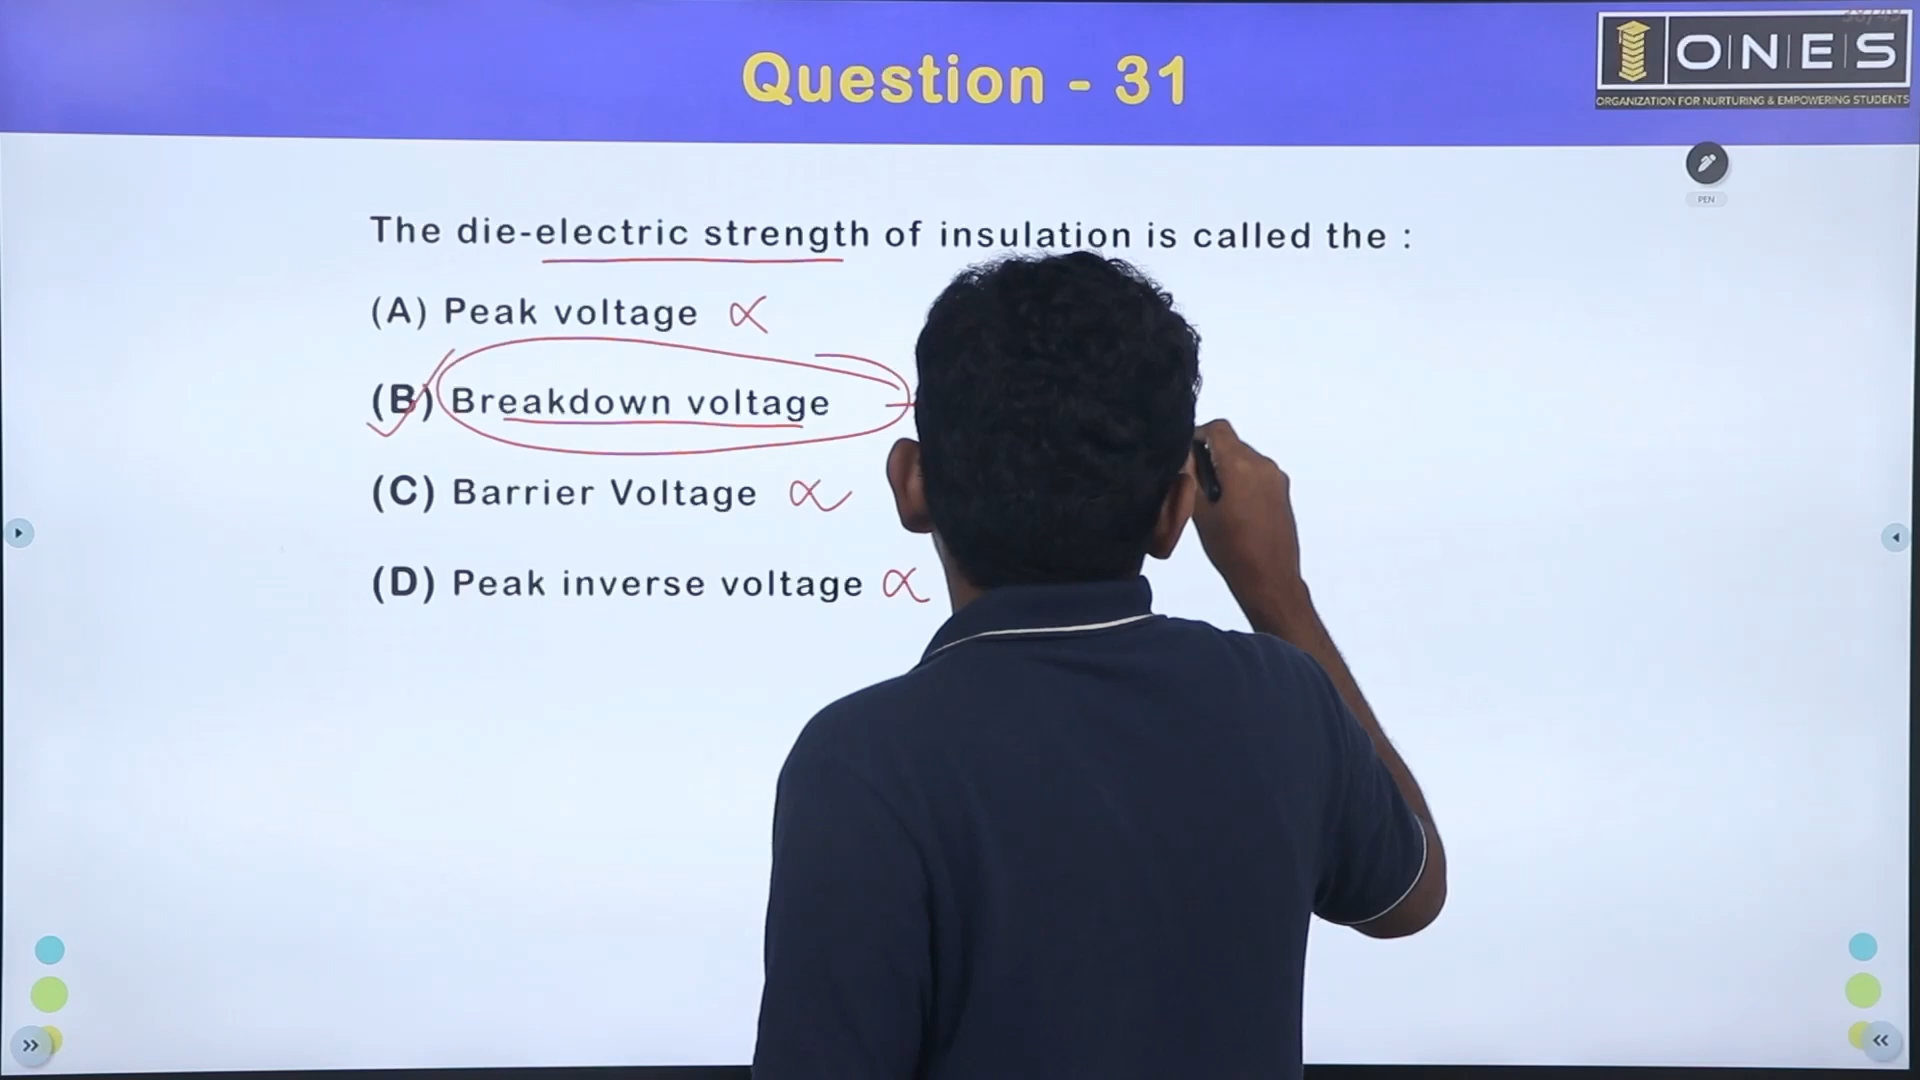 Question - 31
O|N|E|S
ORGANIZATION FOR NURTURING & EMPOWERING STUDENTS
PEN
The die-electric strength of insulation is called the :
(A) Peak voltage
(B) Breakdown voltage
(C) Barrier Voltage
(D) Peak inverse voltage